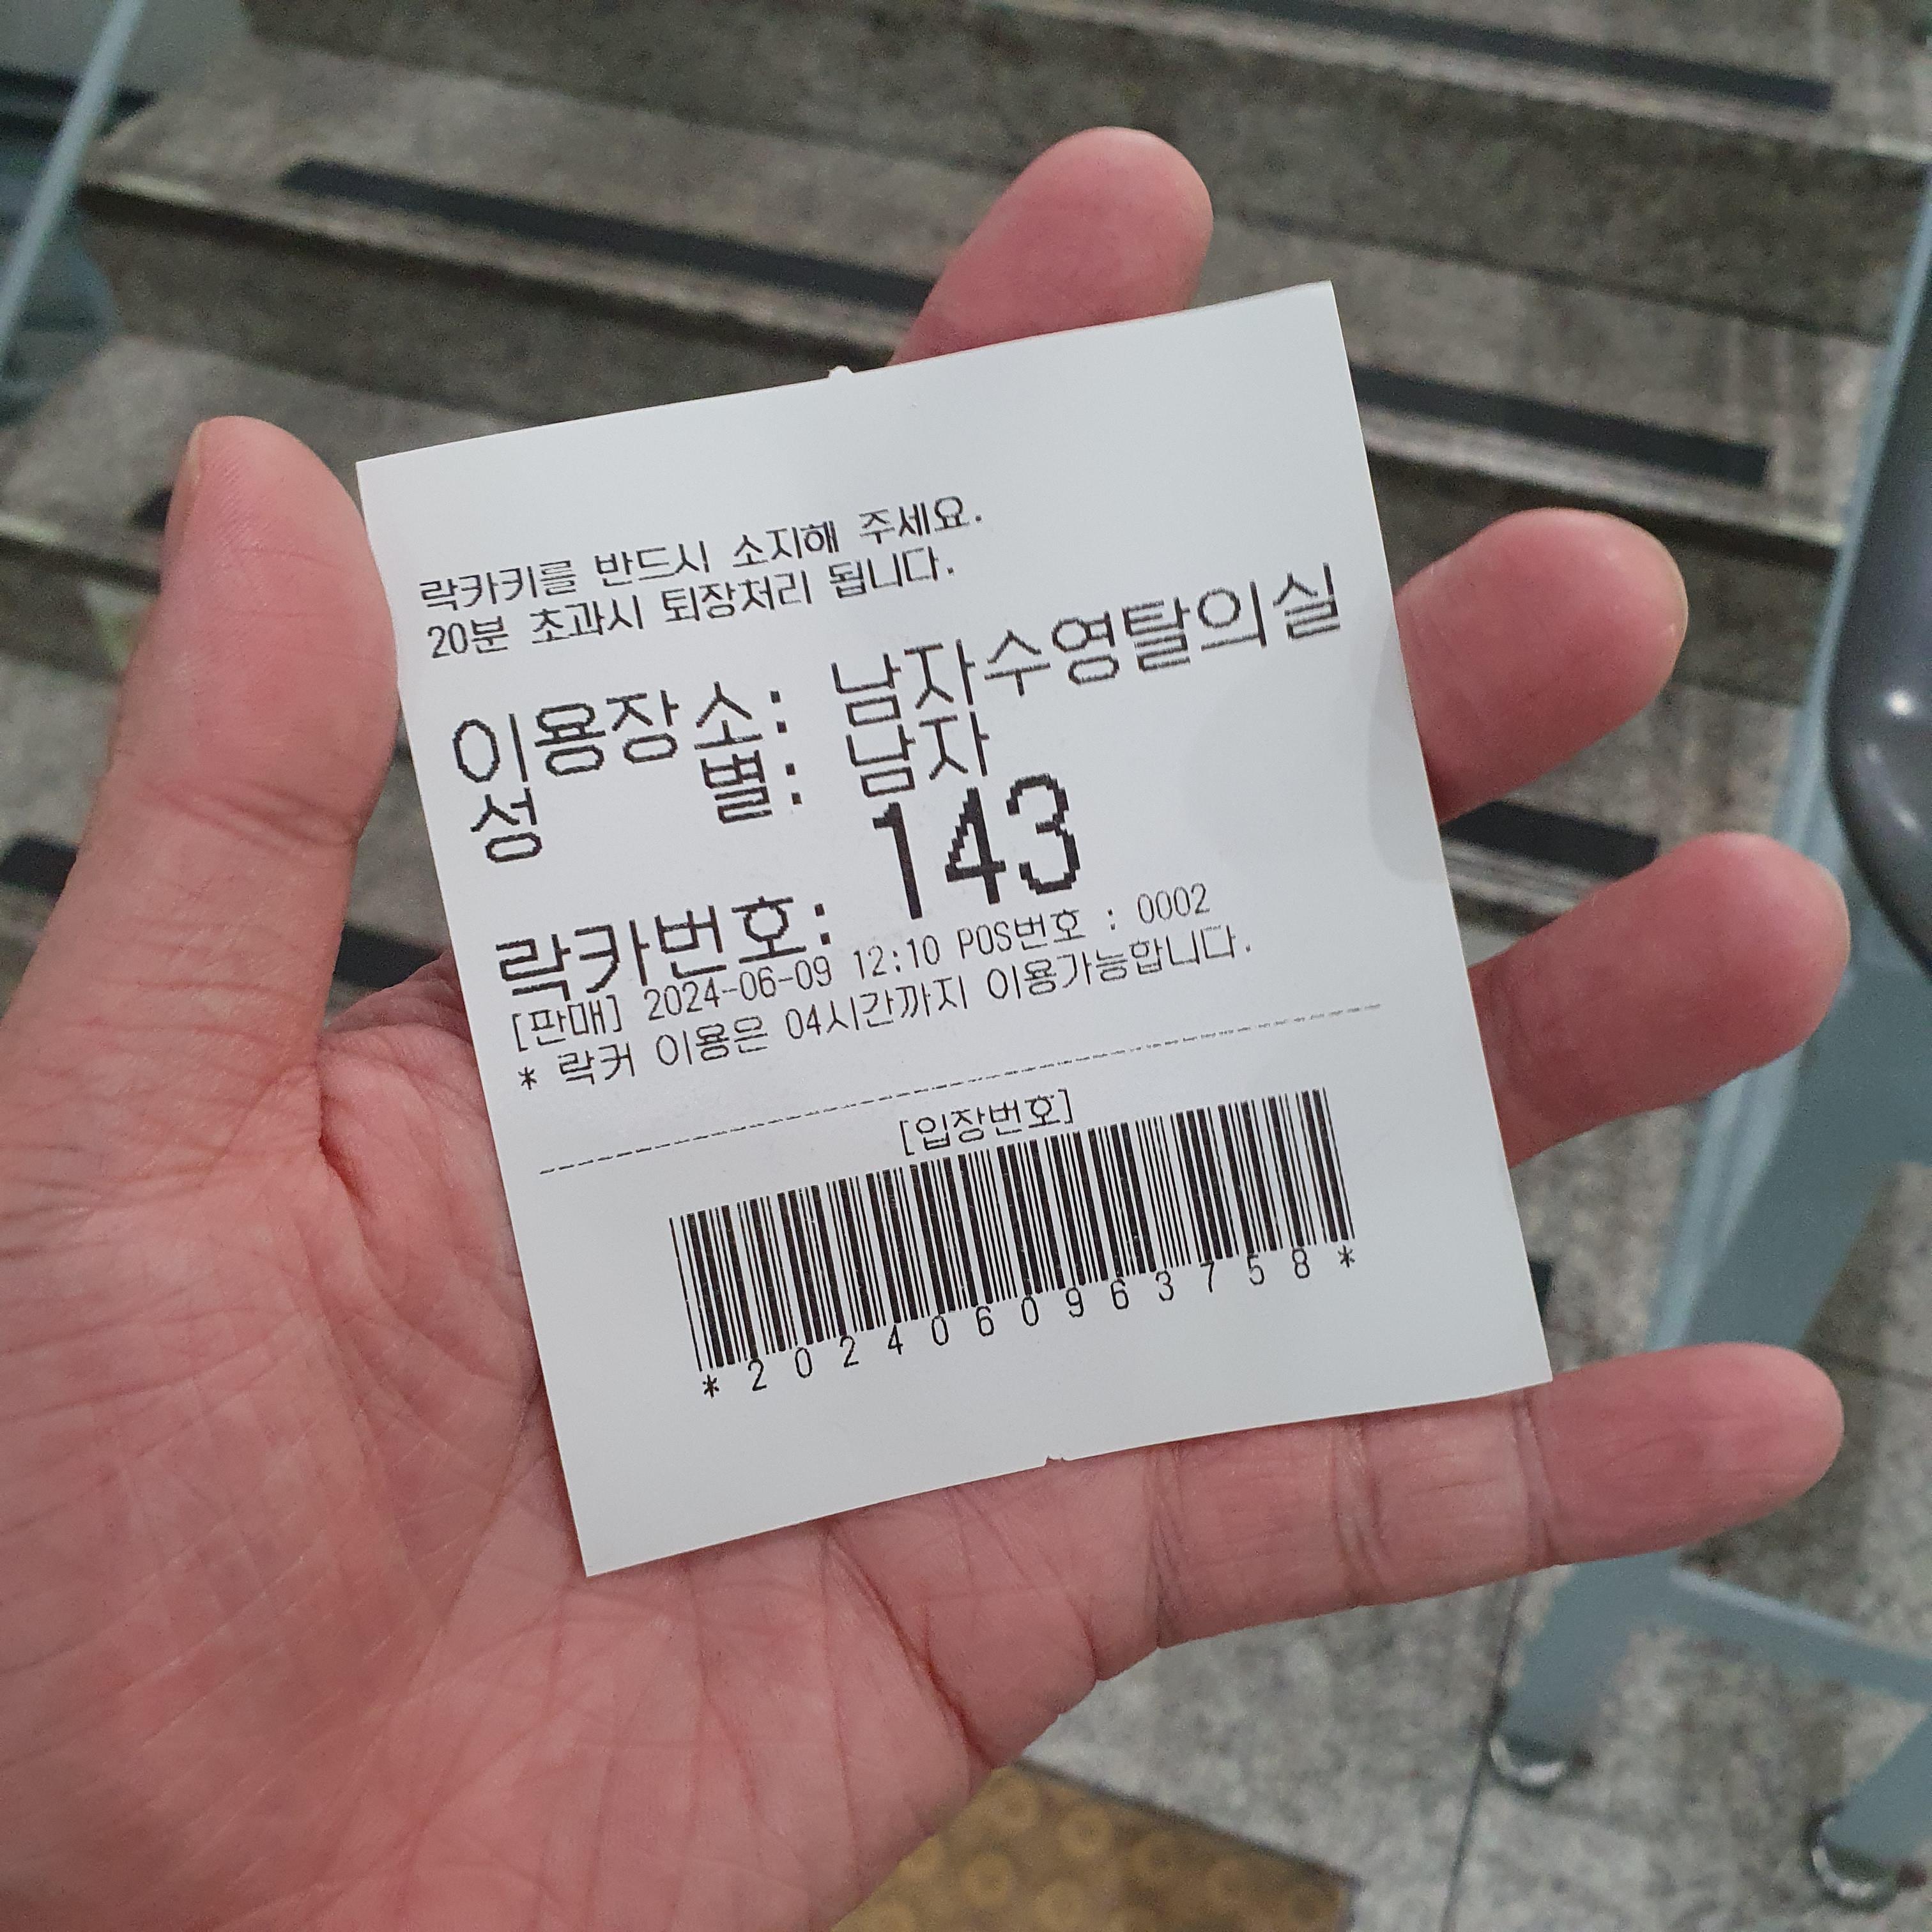 락카키를 반드시 소지해 주세요.
20분 초과시 퇴장처리 됩니다.
이용장소: 남자수영탈의실
성 별: 남자
락카번호: 143
[판매] 2024-06-09 12:10 POS번호 : 0002
* 락커 이용은 04시간까지 이용가능합니다.
[입장번호]
*2024060963758*